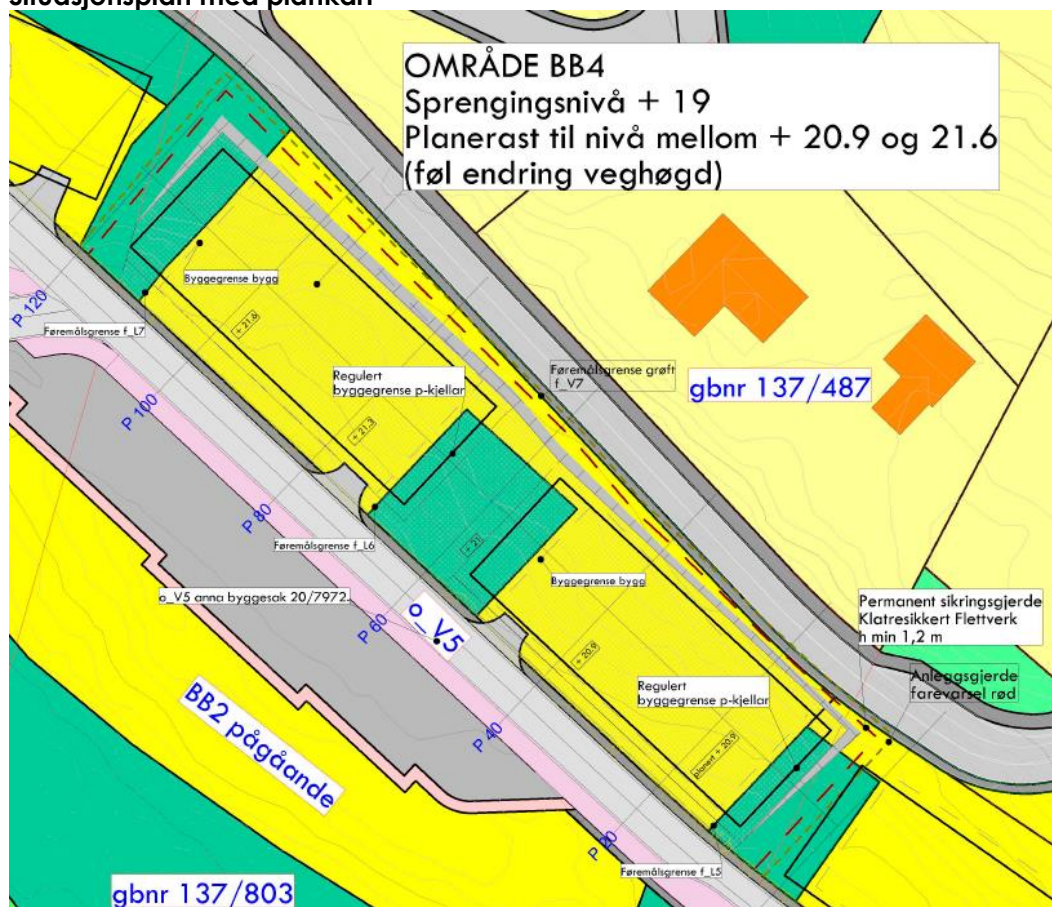 Situasjonsplan med plankart
OMRÅDE BB4
Sprengingsnivå + 19
Planerast til nivå mellom + 20.9 og 21.6
(føl endring veghøgd)
Byggegrense bygg
P 120
Føremålsgrense f_L7
+ 21.6
Regulert
byggegrense p-kjellar
Føremålsgrense grøft
f_V7
gbnr 137/487
P 100
+ 21.3
P 80
Føremålsgrense f_L6
+ 21
Byggegrense bygg
o_V5 anna byggesak 20/7972.
P 60
o_V5
Permanent sikringsgjerde
Klatresikkert Flettverk
h min 1,2 m
+ 20.9
Regulert
byggegrense p-kjellar
Anleggsgjerde
farevarsel rød
BB2 pågåande
P 40
planert + 20.9
P 20
Føremålsgrense f_L5
gbnr 137/803